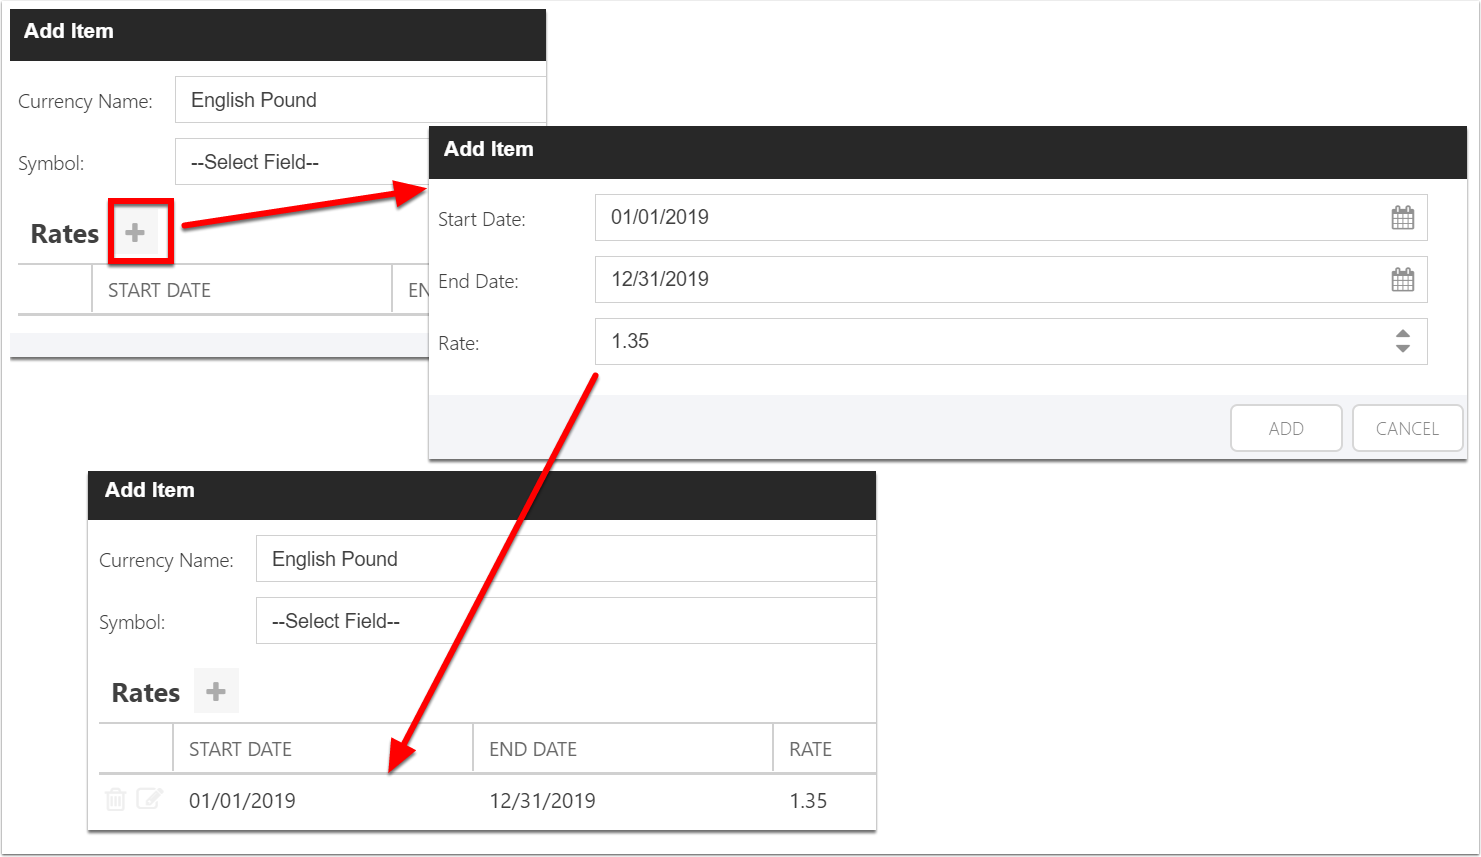 Add Item
Currency Name: English Pound
Symbol: --Select Field--
Rates +
START DATE EN
Add Item
Start Date: 01/01/2019
End Date: 12/31/2019
Rate: 1.35
ADD CANCEL
Add Item
Currency Name: English Pound
Symbol: --Select Field--
Rates +
START DATE END DATE RATE
01/01/2019 12/31/2019 1.35